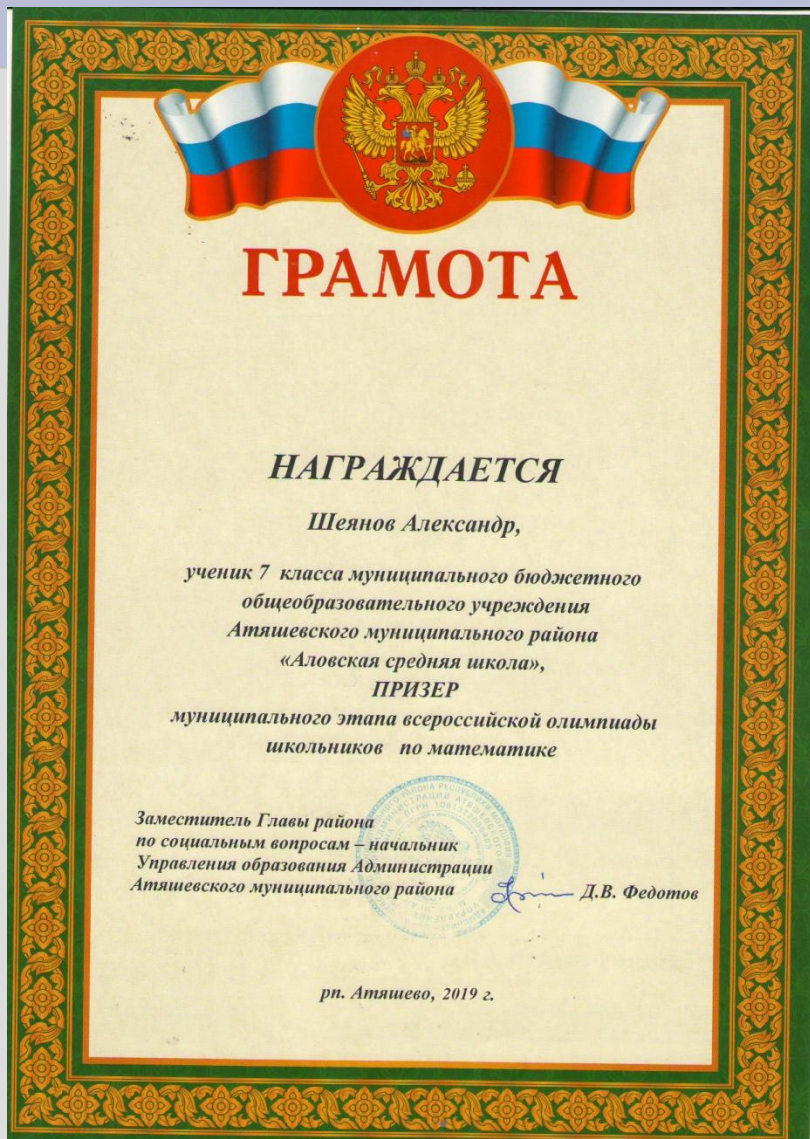 ГРАМОТА
НАГРАЖДАЕТСЯ
Шеянов Александр,
ученик 7 класса муниципального бюджетного
общеобразовательного учреждения
Атяшевского муниципального района
«Аловская средняя школа»,
ПРИЗЕР
муниципального этапа всероссийской олимпиады
школьников по математике
Заместитель Главы района
по социальным вопросам – начальник
Управления образования Администрации
Атяшевского муниципального района
Д.В. Федотов
рп. Атяшево, 2019 г.